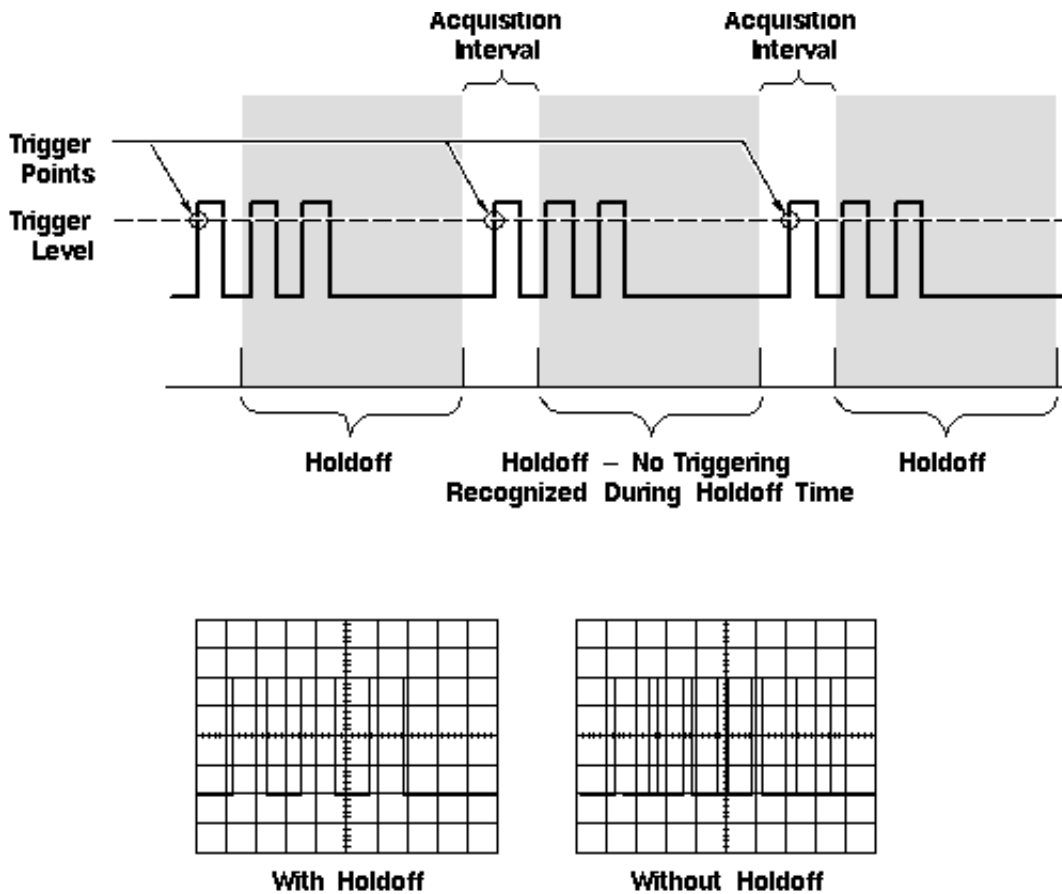 Acquisition
Interval
Acquisition
Interval
Trigger
Points
Trigger
Level
Holdoff
Holdoff – No Triggering
Recognized During Holdoff Time
Holdoff
With Holdoff
Without Holdoff